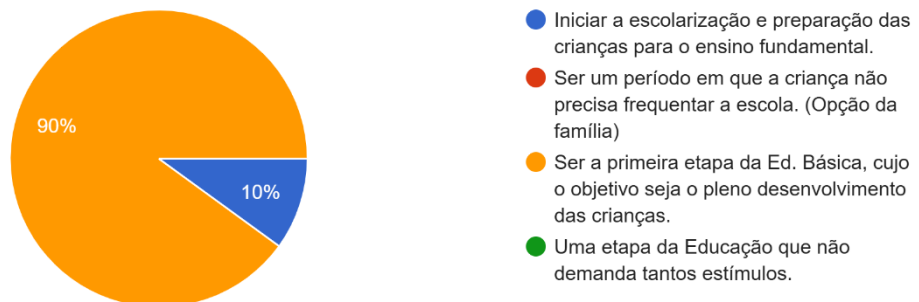 90%
10%
Iniciar a escolarização e preparação das
crianças para o ensino fundamental.
Ser um período em que a criança não
precisa frequentar a escola. (Opção da
família)
Ser a primeira etapa da Ed. Básica, cujo
o objetivo seja o pleno desenvolvimento
das crianças.
Uma etapa da Educação que não
demanda tantos estímulos.